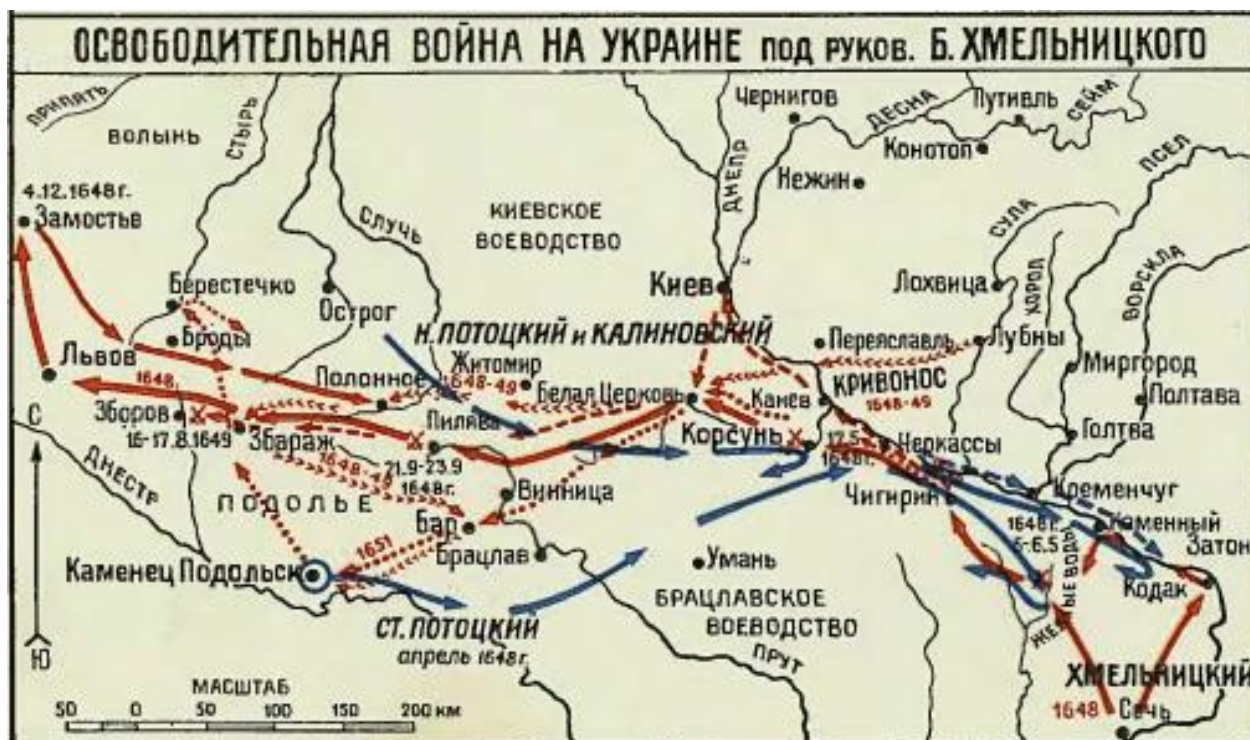 ОСВОБОДИТЕЛЬНАЯ ВОЙНА НА УКРАИНЕ ПОД РУКОВ. Б. ХМЕЛЬНИЦКОГО
ПРИПЯТЬ
ВОЛЫНЬ
СТЫРЬ
СЛУЧЬ
КИЕВСКОЕ
ВОЕВОДСТВО
ДНЕПР
Чернигов
ДЕСНА
Путивль
СЕЙМ
Конотоп
Нежин
ПСЕЛ
СУЛА
ХОРОЛ
ВОРСКЛА
4.12.1648г.
Замостье
Берестечко
Острог
Киев
Лохвица
Броды
Н. ПОТОЦКИЙ и КАЛИНОВСКИЙ
Переяславль
Лубны
Львов
Житомир
Миргород
1648
Полонное
1648-49
Белая Церковь
Канев
КРИВОНОС
1648-49
Полтава
С
Зборов
Пилява
16-17.8.1649
Збараж
Корсунь
17.5
1648г.
Черкассы
Голтва
ДНЕСТР
21.9-23.9
1648г.
ПОДОЛЬЕ
Винница
Чигирин
Кременчуг
Бар
1648г.
5-6.5
Каменный
Затон
1651
Брацлав
Умань
Каменец Подольск
Кодак
БРАЦЛАВСКОЕ
ВОЕВОДСТВО
ЖЕЛТЫЕ ВОДЫ
СТ. ПОТОЦКИЙ
апрель 1648г.
ПРУТ
Ю
ХМЕЛЬНИЦКИЙ
МАСШТАБ
1648
Сечь
50 0 50 100 150 200 КМ